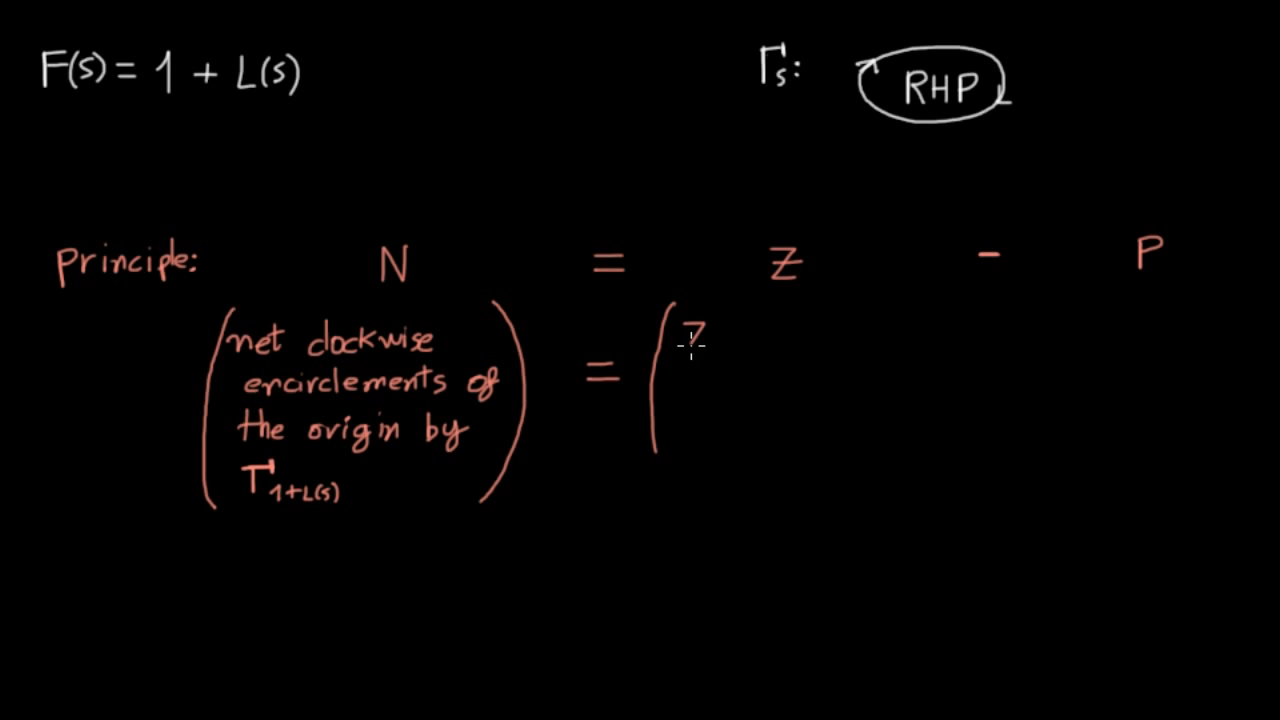 F(s) = 1 + L(s)
Γs: RHP
Principle: N = Z - P
(net clockwise
encirclements of
the origin by
Γ1+L(s)) = (Z